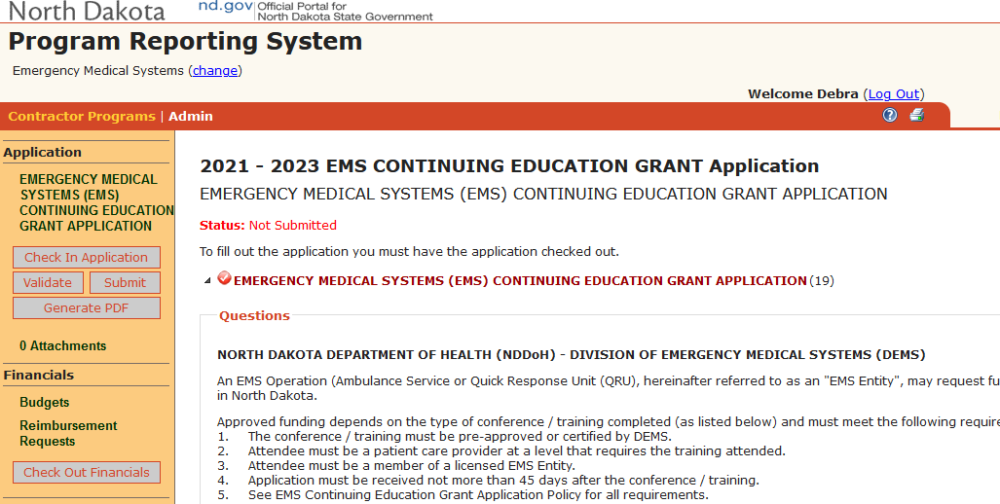 North Dakota
nd.gov
Official Portal for
North Dakota State Government
Program Reporting System
Emergency Medical Systems (change)
Welcome Debra (Log Out)
Contractor Programs | Admin
?
Application
EMERGENCY MEDICAL
SYSTEMS (EMS)
CONTINUING EDUCATION
GRANT APPLICATION
Check In Application
Validate
Submit
Generate PDF
0 Attachments
Financials
Budgets
Reimbursement
Requests
Check Out Financials
2021 - 2023 EMS CONTINUING EDUCATION GRANT Application
EMERGENCY MEDICAL SYSTEMS (EMS) CONTINUING EDUCATION GRANT APPLICATION
Status: Not Submitted
To fill out the application you must have the application checked out.
EMERGENCY MEDICAL SYSTEMS (EMS) CONTINUING EDUCATION GRANT APPLICATION (19)
Questions
NORTH DAKOTA DEPARTMENT OF HEALTH (NDDoH) - DIVISION OF EMERGENCY MEDICAL SYSTEMS (DEMS)
An EMS Operation (Ambulance Service or Quick Response Unit (QRU), hereinafter referred to as an "EMS Entity", may request fu
in North Dakota.
Approved funding depends on the type of conference / training completed (as listed below) and must meet the following require
1. The conference / training must be pre-approved or certified by DEMS.
2. Attendee must be a patient care provider at a level that requires the training attended.
3. Attendee must be a member of a licensed EMS Entity.
4. Application must be received not more than 45 days after the conference / training.
5. See EMS Continuing Education Grant Application Policy for all requirements.